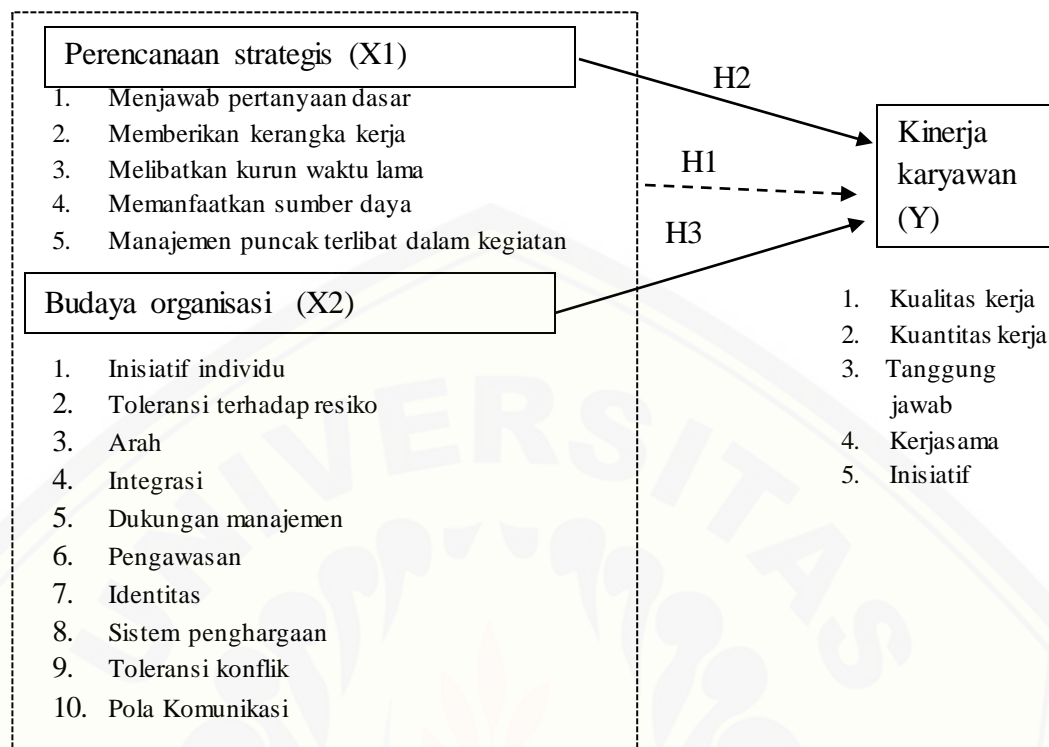 Perencanaan strategis (X1)
1. Menjawab pertanyaan dasar
2. Memberikan kerangka kerja
3. Melibatkan kurun waktu lama
4. Memanfaatkan sumber daya
5. Manajemen puncak terlibat dalam kegiatan
Budaya organisasi (X2)
1. Inisiatif individu
2. Toleransi terhadap resiko
3. Arah
4. Integrasi
5. Dukungan manajemen
6. Pengawasan
7. Identitas
8. Sistem penghargaan
9. Toleransi konflik
10. Pola Komunikasi
H2
H1
H3
Kinerja
karyawan
(Y)
1. Kualitas kerja
2. Kuantitas kerja
3. Tanggung
jawab
4. Kerjasama
5. Inisiatif
UNIVERSITAS